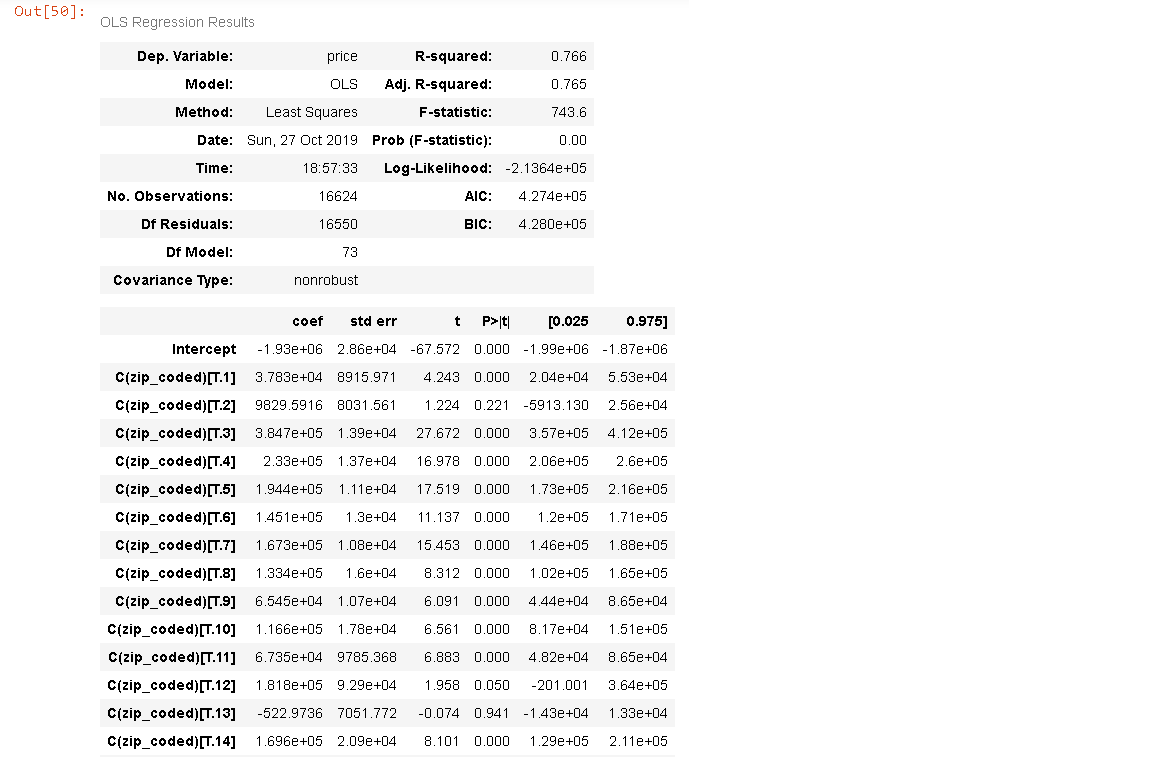 Out[50]:
OLS Regression Results
Dep. Variable: price R-squared: 0.766
Model: OLS Adj. R-squared: 0.765
Method: Least Squares F-statistic: 743.6
Date: Sun, 27 Oct 2019 Prob (F-statistic): 0.00
Time: 18:57:33 Log-Likelihood: -2.1364e+05
No. Observations: 16624 AIC: 4.274e+05
Df Residuals: 16550 BIC: 4.280e+05
Df Model: 73
Covariance Type: nonrobust
coef std err t P>|t| [0.025 0.975]
Intercept -1.93e+06 2.86e+04 -67.572 0.000 -1.99e+06 -1.87e+06
C(zip_coded)[T.1] 3.783e+04 8915.971 4.243 0.000 2.04e+04 5.53e+04
C(zip_coded)[T.2] 9829.5916 8031.561 1.224 0.221 -5913.130 2.56e+04
C(zip_coded)[T.3] 3.847e+05 1.39e+04 27.672 0.000 3.57e+05 4.12e+05
C(zip_coded)[T.4] 2.33e+05 1.37e+04 16.978 0.000 2.06e+05 2.6e+05
C(zip_coded)[T.5] 1.944e+05 1.11e+04 17.519 0.000 1.73e+05 2.16e+05
C(zip_coded)[T.6] 1.451e+05 1.3e+04 11.137 0.000 1.2e+05 1.71e+05
C(zip_coded)[T.7] 1.673e+05 1.08e+04 15.453 0.000 1.46e+05 1.88e+05
C(zip_coded)[T.8] 1.334e+05 1.6e+04 8.312 0.000 1.02e+05 1.65e+05
C(zip_coded)[T.9] 6.545e+04 1.07e+04 6.091 0.000 4.44e+04 8.65e+04
C(zip_coded)[T.10] 1.166e+05 1.78e+04 6.561 0.000 8.17e+04 1.51e+05
C(zip_coded)[T.11] 6.735e+04 9785.368 6.883 0.000 4.82e+04 8.65e+04
C(zip_coded)[T.12] 1.818e+05 9.29e+04 1.958 0.050 -201.001 3.64e+05
C(zip_coded)[T.13] -522.9736 7051.772 -0.074 0.941 -1.43e+04 1.33e+04
C(zip_coded)[T.14] 1.696e+05 2.09e+04 8.101 0.000 1.29e+05 2.11e+05